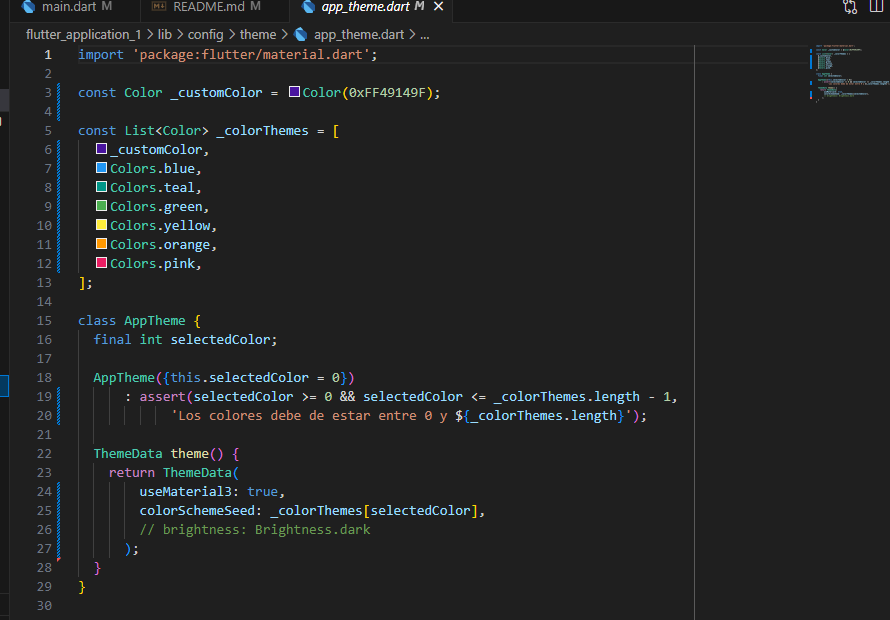 main.dart M README.md M app_theme.dart M
flutter_application_1 > lib > config > theme > app_theme.dart > ...
1 import 'package:flutter/material.dart';
2
3 const Color _customColor = Color(0xFF49149F);
4
5 const List<Color> _colorThemes = [
6 _customColor,
7 Colors.blue,
8 Colors.teal,
9 Colors.green,
10 Colors.yellow,
11 Colors.orange,
12 Colors.pink,
13 ];
14
15 class AppTheme {
16 final int selectedColor;
17
18 AppTheme({this.selectedColor = 0})
19 : assert(selectedColor >= 0 && selectedColor <= _colorThemes.length - 1,
20 'Los colores debe de estar entre 0 y ${_colorThemes.length}');
21
22 ThemeData theme() {
23 return ThemeData(
24 useMaterial3: true,
25 colorSchemeSeed: _colorThemes[selectedColor],
26 // brightness: Brightness.dark
27 );
28 }
29 }
30